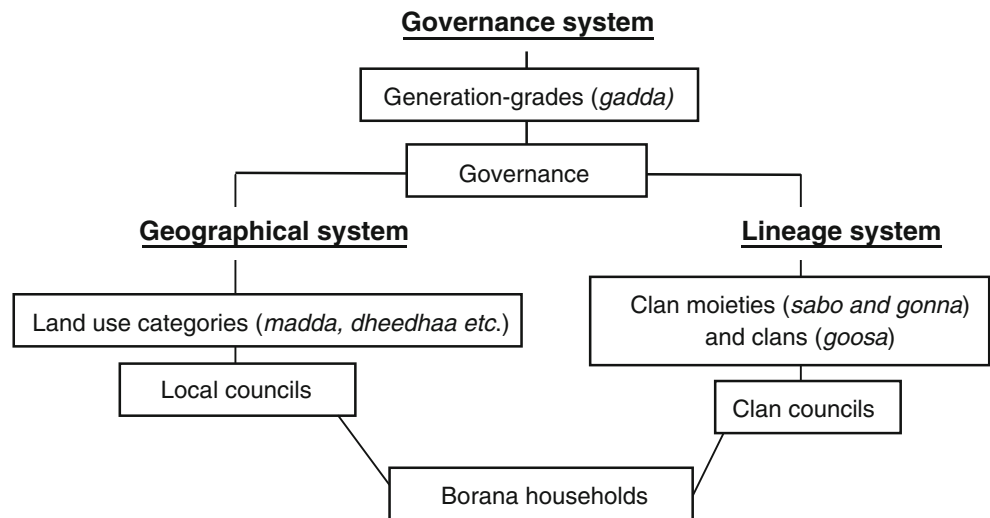 Governance system
Generation-grades (gadda)
Governance
Geographical system
Lineage system
Land use categories (madda, dheedhaa etc.)
Clan moieties (sabo and gonna)
and clans (goosa)
Local councils
Clan councils
Borana households